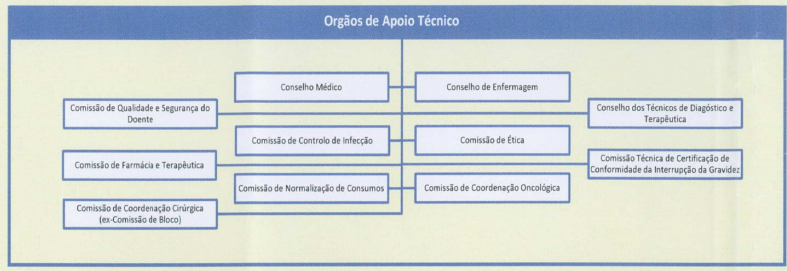 Orgãos de Apoio Técnico
Conselho Médico
Conselho de Enfermagem
Comissão de Qualidade e Segurança do
Doente
Conselho dos Técnicos de Diagóstico e
Terapêutica
Comissão de Controlo de Infecção
Comissão de Ética
Comissão de Farmácia e Terapêutica
Comissão Técnica de Certificação de
Conformidade da Interrupção da Gravidez
Comissão de Normalização de Consumos
Comissão de Coordenação Oncológica
Comissão de Coordenação Cirúrgica
(ex-Comissão de Bloco)